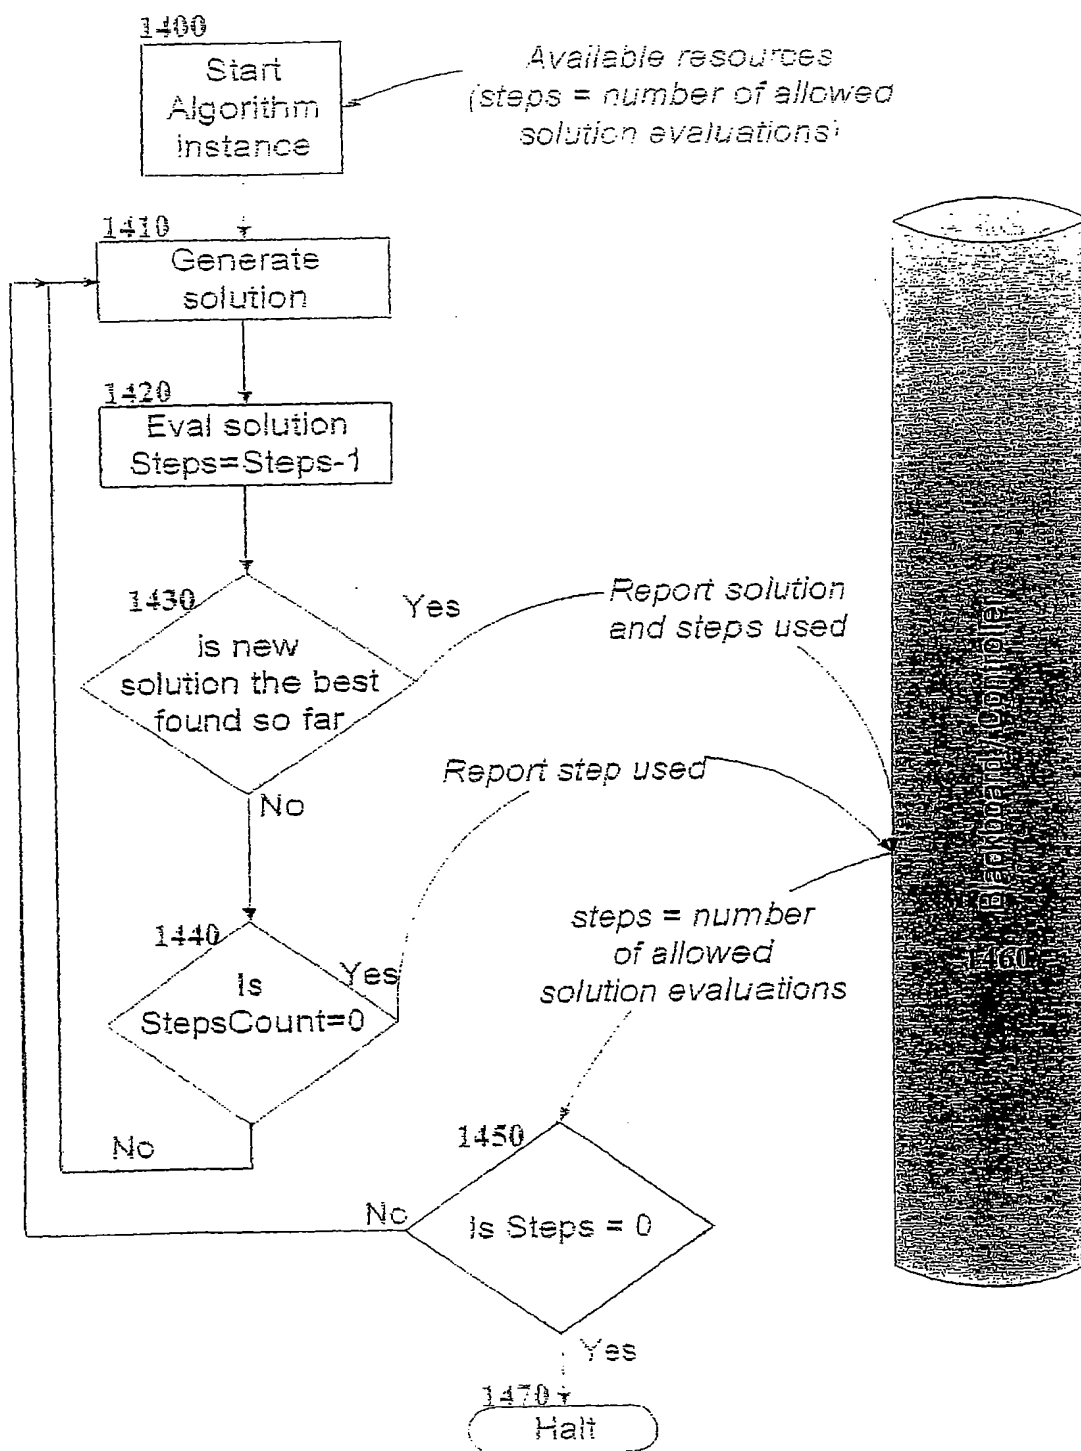 1400
Start
Algorithm
instance
Available resources
(steps = number of allowed
solution evaluations)
1410
Generate
solution
1420
Eval solution
Steps=Steps-1
1430
Yes
is new
solution the best
found so far
No
Report solution
and steps used
Report step used
1440
Yes
Is
StepsCount=0
No
steps = number
of allowed
solution evaluations
Blackboard/Controller
1460
1450
No
Is Steps = 0
Yes
1470
Halt